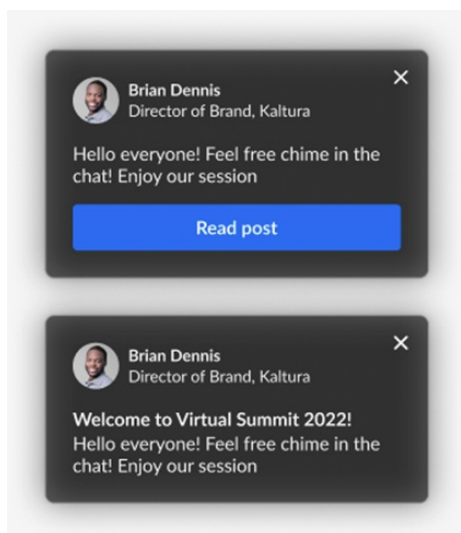 Brian Dennis
Director of Brand, Kaltura
Hello everyone! Feel free chime in the
chat! Enjoy our session
Read post
Brian Dennis
Director of Brand, Kaltura
Welcome to Virtual Summit 2022!
Hello everyone! Feel free chime in the
chat! Enjoy our session